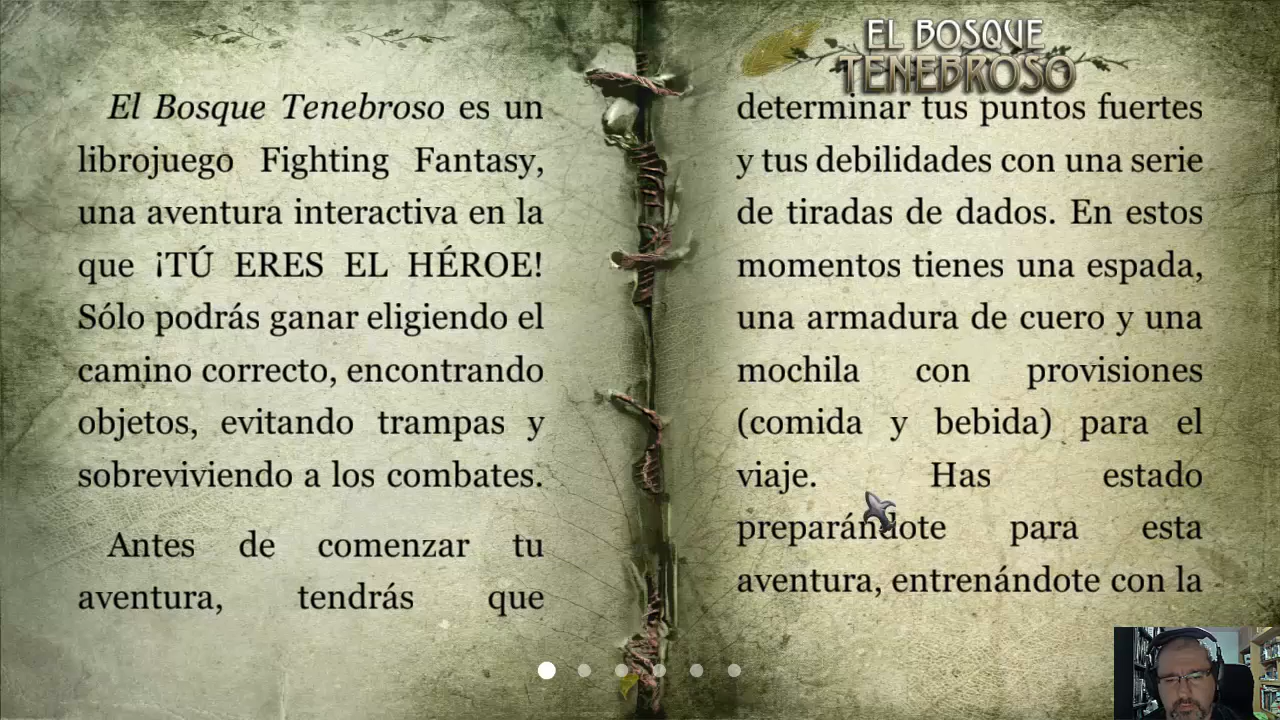 El Bosque Tenebroso es un
librojuego Fighting Fantasy,
una aventura interactiva en la
que ¡TÚ ERES EL HÉROE!
Sólo podrás ganar eligiendo el
camino correcto, encontrando
objetos, evitando trampas y
sobreviviendo a los combates.
Antes de comenzar tu
aventura, tendrás que
EL BOSQUE
TENEBROSO
determinar tus puntos fuertes
y tus debilidades con una serie
de tiradas de dados. En estos
momentos tienes una espada,
una armadura de cuero y una
mochila con provisiones
(comida y bebida) para el
viaje. Has estado
preparándote para esta
aventura, entrenándote con la